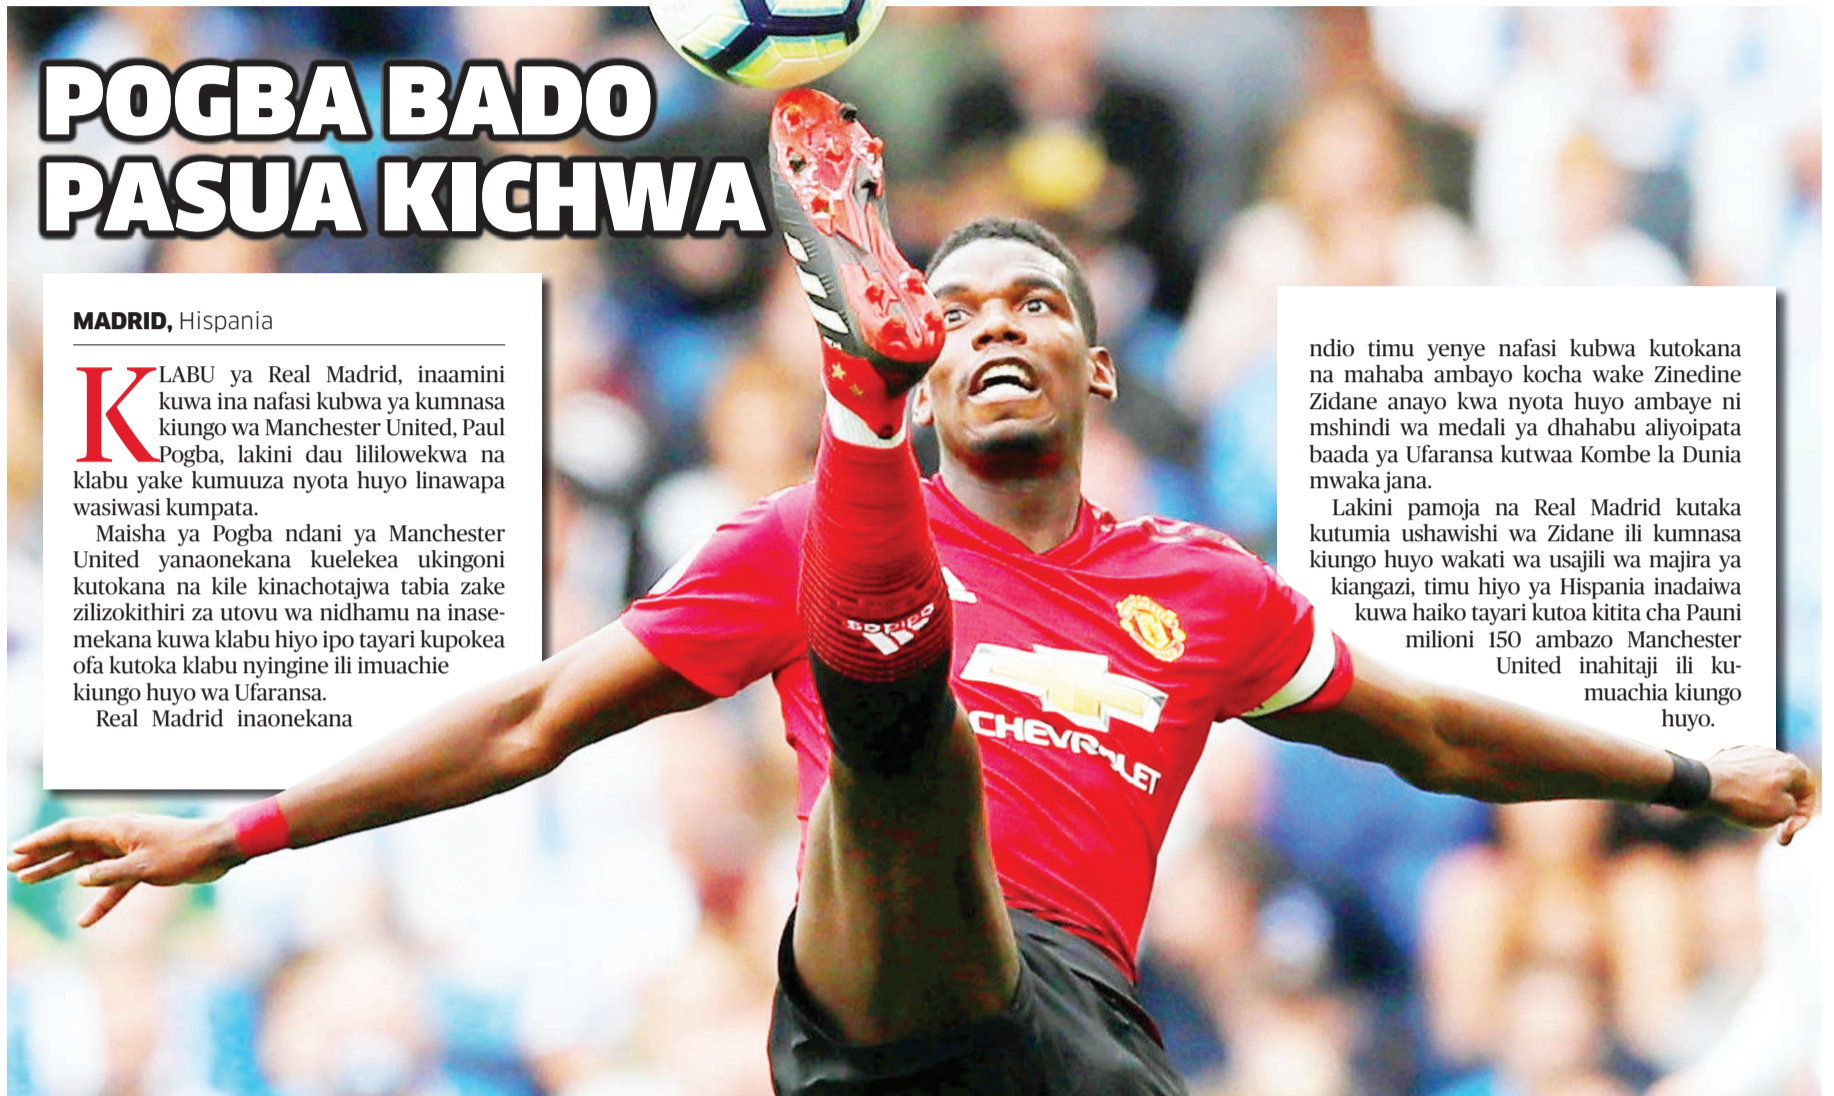 POGBA BADO
PASUA KICHWA
MADRID, Hispania
KLABU ya Real Madrid, inaamini
kuwa ina nafasi kubwa ya kumnasa
kiungo wa Manchester United, Paul
Pogba, lakini dau lililowekwa na
klabu yake kumuuza nyota huyo linawapa
wasiwasi kumpata.
Maisha ya Pogba ndani ya Manchester
United yanaonekana kuelekea ukingoni
kutokana na kile kinachotajwa tabia zake
zilizokithiri za utovu wa nidhamu na inase-
mekana kuwa klabu hiyo ipo tayari kupokea
ofa kutoka klabu nyingine ili imuachie
kiungo huyo wa Ufaransa.
Real Madrid inaonekana
ndio timu yenye nafasi kubwa kutokana
na mahaba ambayo kocha wake Zinedine
Zidane anayo kwa nyota huyo ambaye ni
mshindi wa medali ya dhahabu aliyoipata
baada ya Ufaransa kutwaa Kombe la Dunia
mwaka jana.
Lakini pamoja na Real Madrid kutaka
kutumia ushawishi wa Zidane ili kumnasa
kiungo huyo wakati wa usajili wa majira ya
kiangazi, timu hiyo ya Hispania inadaiwa
kuwa haiko tayari kutoa kitita cha Pauni
milioni 150 ambazo Manchester
United inahitaji ili ku-
muachia kiungo
huyo.
adidas
CHEVROLET